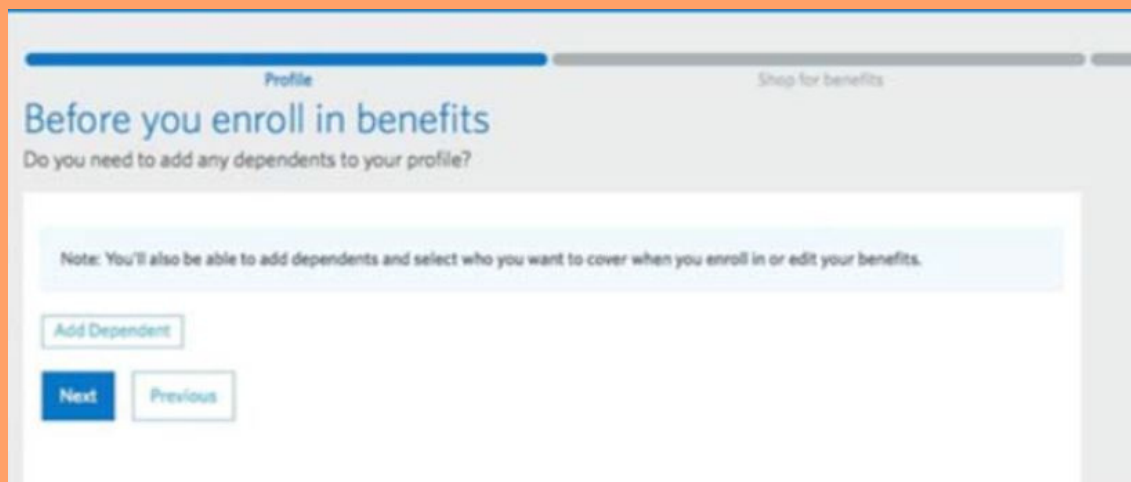 Profile
Shop for benefits
Before you enroll in benefits
Do you need to add any dependents to your profile?
Note: You'll also be able to add dependents and select who you want to cover when you enroll in or edit your benefits.
Add Dependent
Next
Previous